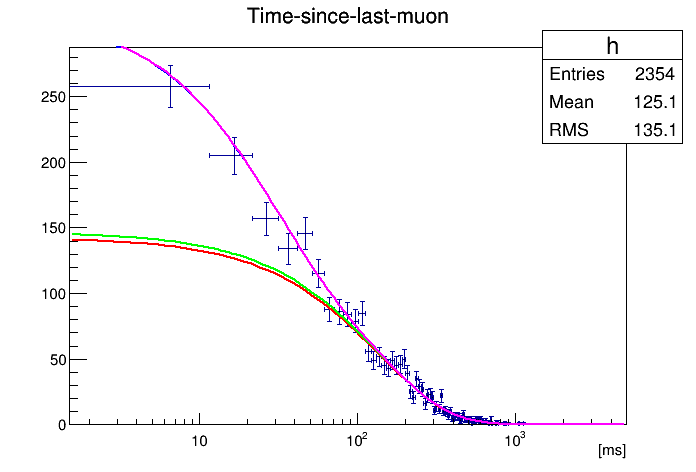 Time-since-last-muon
h
Entries 2354
Mean 125.1
RMS 135.1
250
200
150
100
50
0
10 10² 10³
[ms]